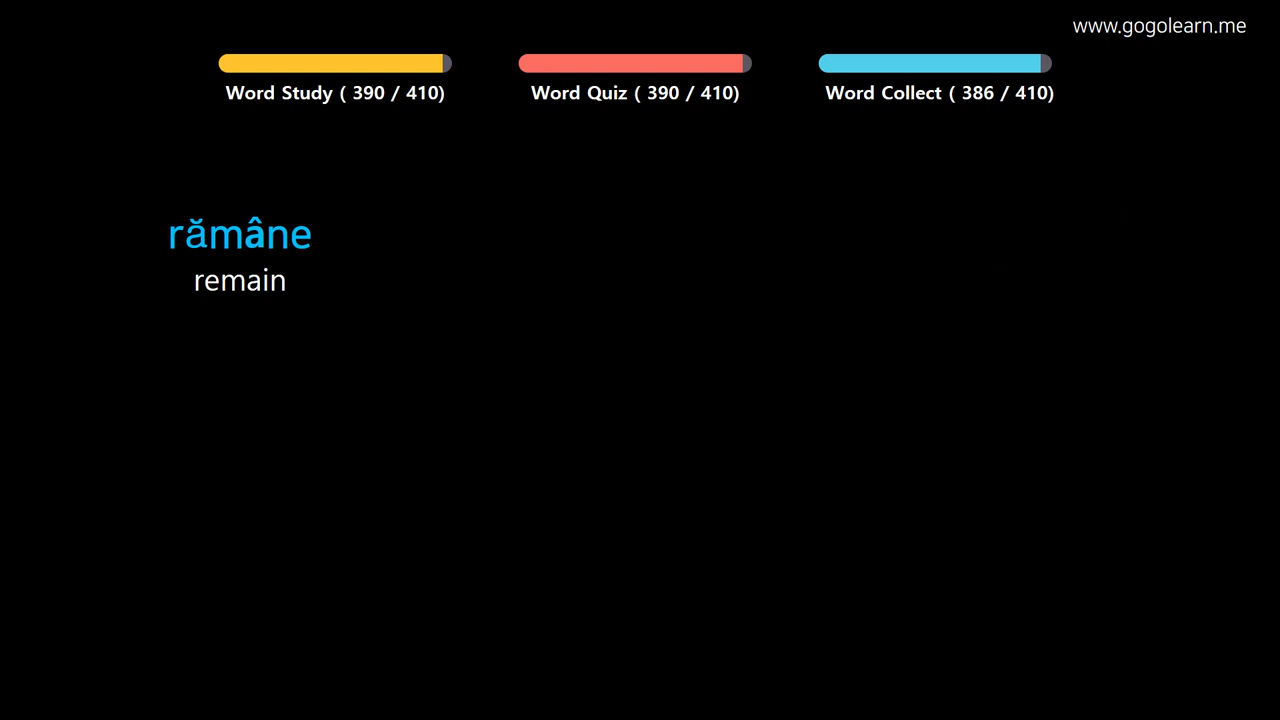 www.gogolearn.me
Word Study ( 390 / 410)
Word Quiz ( 390 / 410)
Word Collect ( 386 / 410)
rămâne
remain